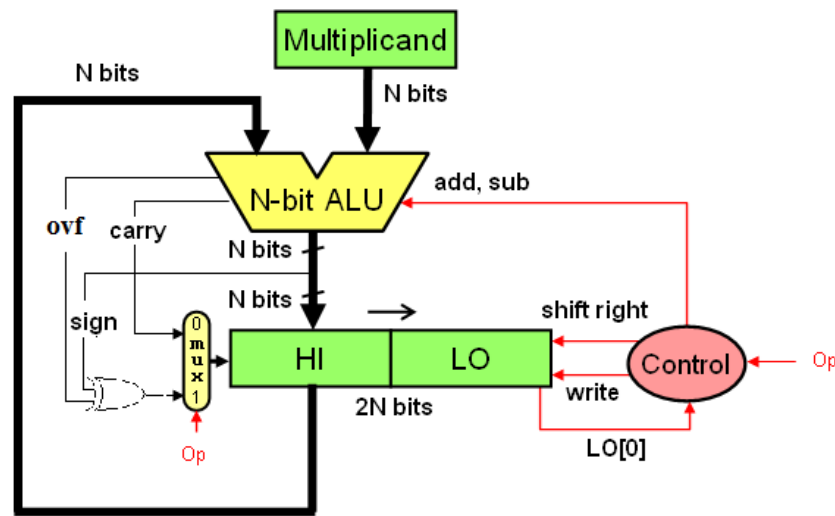 Multiplicand
N bits
N bits
N-bit ALU
add, sub
ovf
carry
N bits
N bits
sign
shift right
0
m
u
x
1
HI
LO
Control
Op
write
2N bits
LO[0]
Op